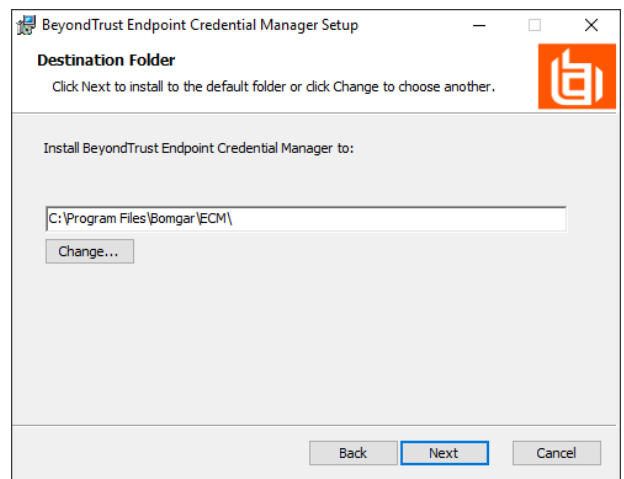 BeyondTrust Endpoint Credential Manager Setup
Destination Folder
Click Next to install to the default folder or click Change to choose another.
Install BeyondTrust Endpoint Credential Manager to:
C:\Program Files\Bomgar\ECM\
Change...
Back Next Cancel